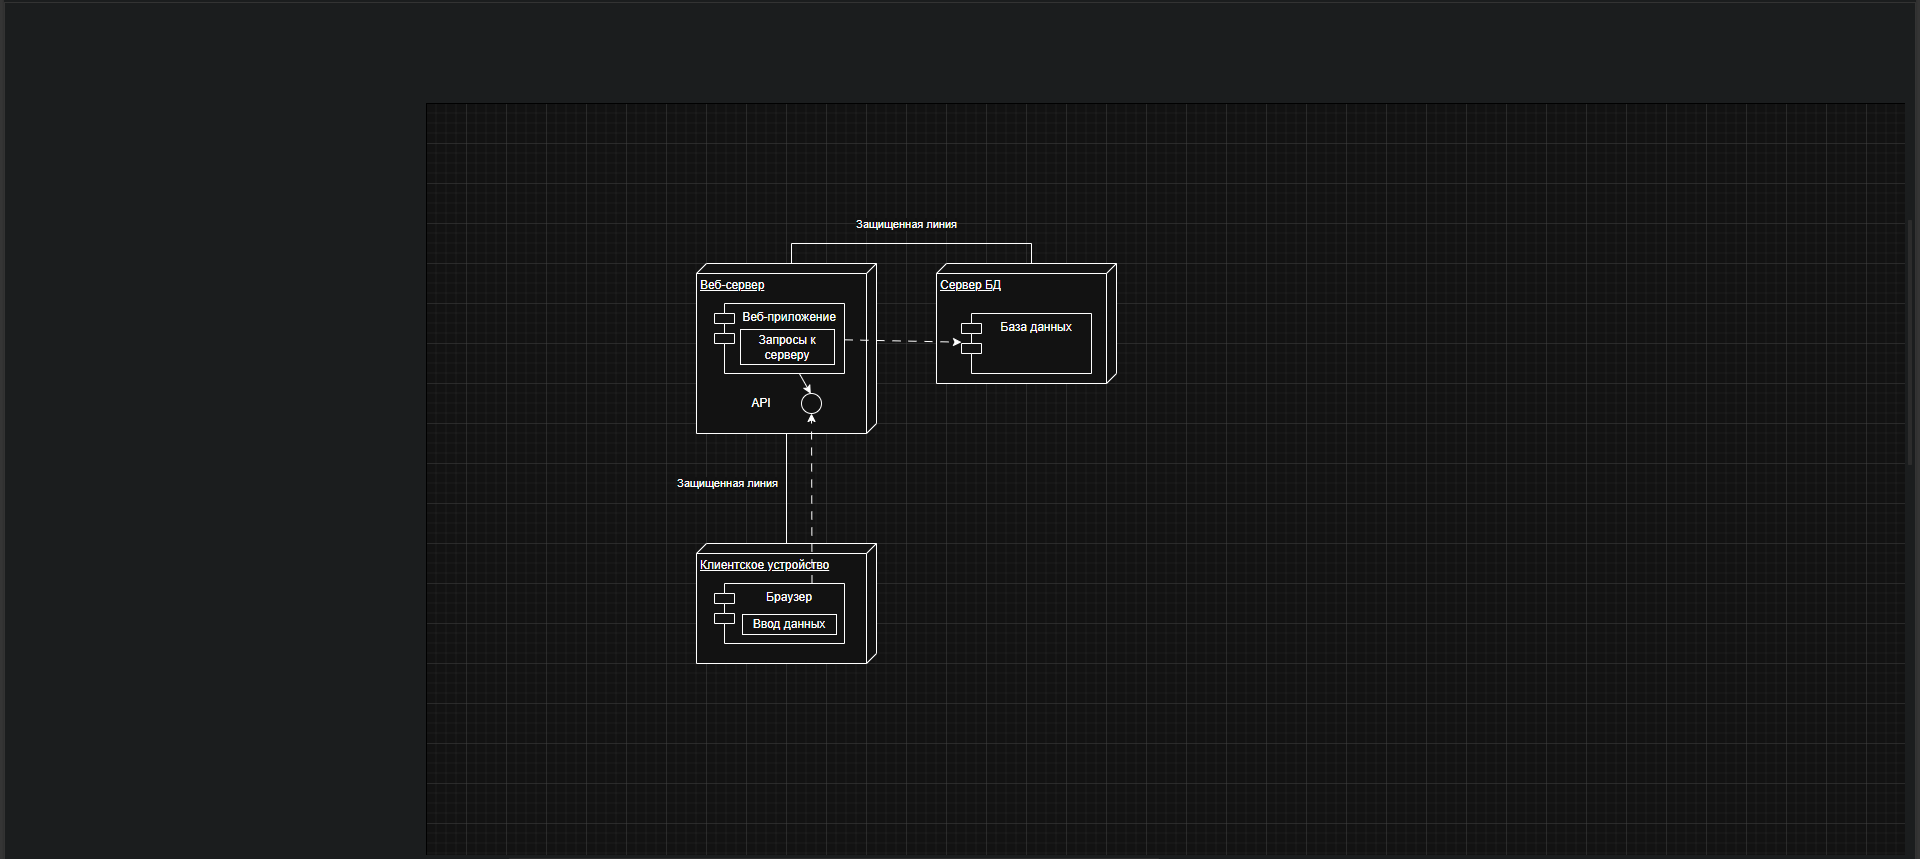 Защищенная линия
Веб-сервер
Веб-приложение
Запросы к
серверу
API
Сервер БД
База данных
Защищенная линия
Клиентское устройство
Браузер
Ввод данных